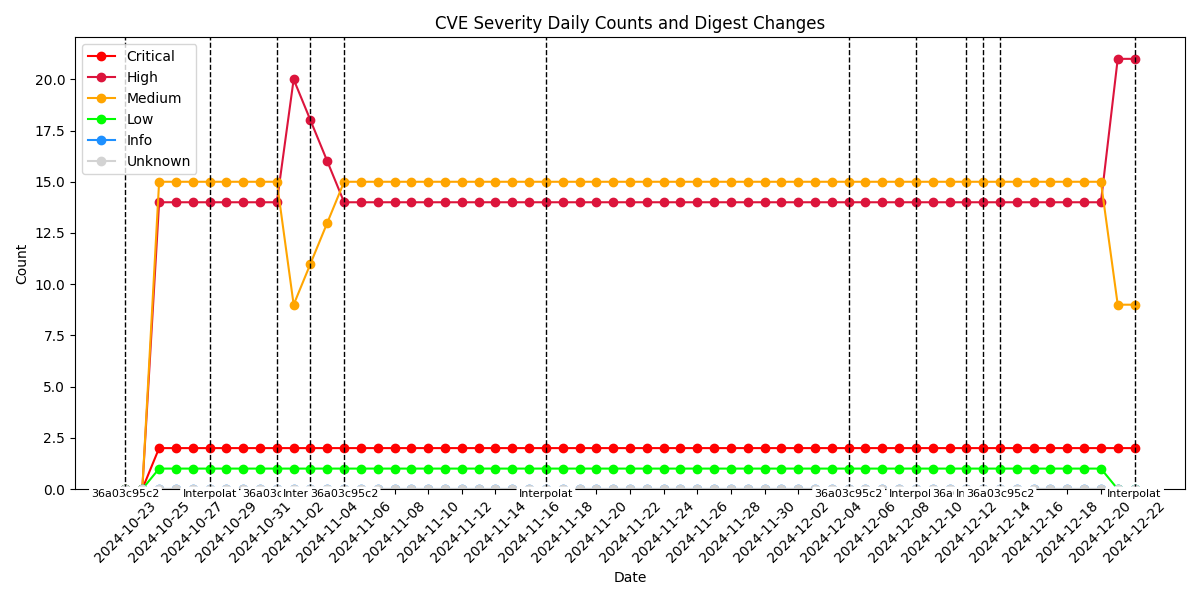 CVE Severity Daily Counts and Digest Changes
Critical
High
Medium
Low
Info
Unknown
20.0
17.5
15.0
12.5
10.0
7.5
5.0
2.5
0.0
Count
36a03c95c2
Interpolat
36a03c
Inter
36a03c95c2
Interpolat
36a03c95c2
Interpol
36a
In
36a03c95c2
Interpolat
2024-10-23
2024-10-25
2024-10-27
2024-10-29
2024-10-31
2024-11-02
2024-11-04
2024-11-06
2024-11-08
2024-11-10
2024-11-12
2024-11-14
2024-11-16
2024-11-18
2024-11-20
2024-11-22
2024-11-24
2024-11-26
2024-11-28
2024-11-30
2024-12-02
2024-12-04
2024-12-06
2024-12-08
2024-12-10
2024-12-12
2024-12-14
2024-12-16
2024-12-18
2024-12-20
2024-12-22
Date